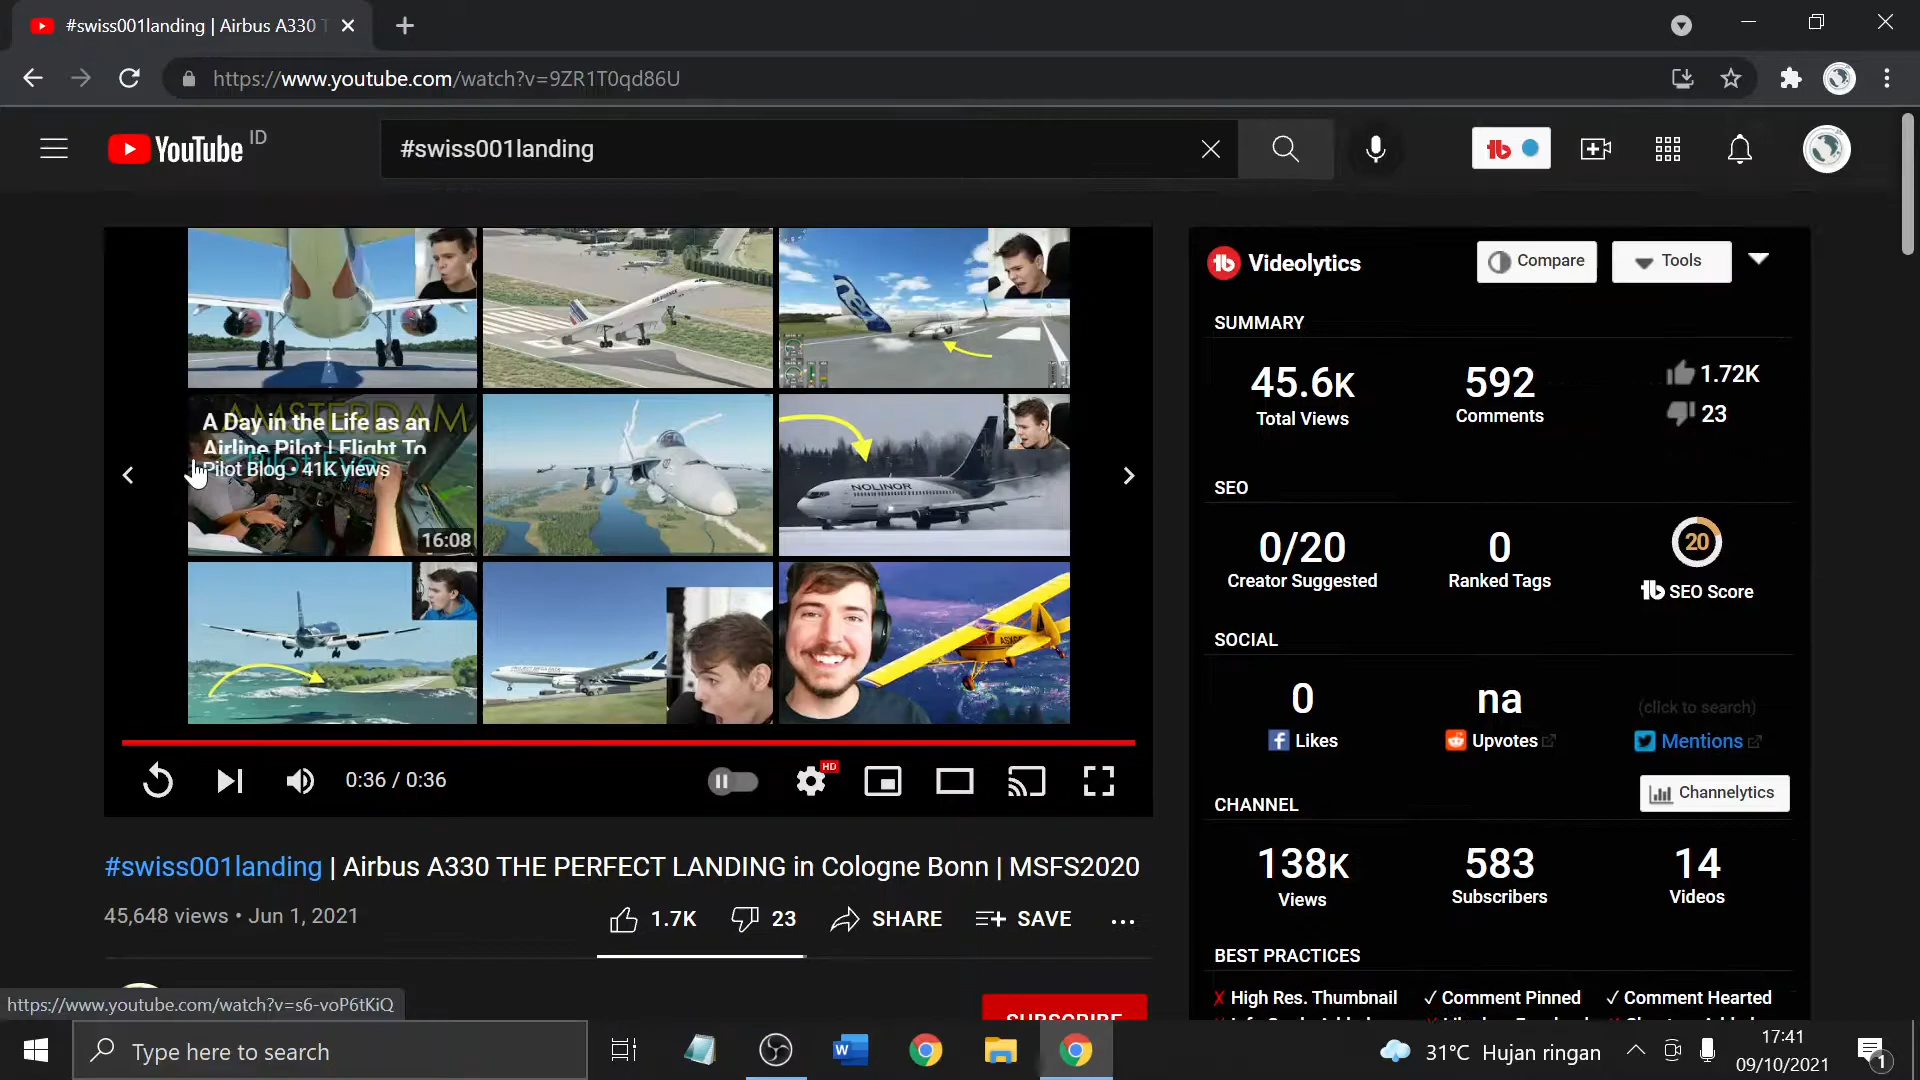 #swiss001landing | Airbus A330
https://www.youtube.com/watch?v=9ZR1T0qd86U
YouTube ID
#swiss001landing
A Day in the Life as an
Airline Pilot | Flight To
Pilot Blog • 41K views
16:08
NOLINOR
0:36 / 0:36
HD
#swiss001landing | Airbus A330 THE PERFECT LANDING in Cologne Bonn | MSFS2020
45,648 views • Jun 1, 2021
1.7K
23
SHARE
SAVE
SUBSCRIBE
Videolytics
Compare
Tools
SUMMARY
45.6K
Total Views
592
Comments
1.72K
23
SEO
0/20
Creator Suggested
0
Ranked Tags
20
SEO Score
SOCIAL
0
Likes
na
Upvotes
(click to search)
Mentions
CHANNEL
Channelytics
138K
Views
583
Subscribers
14
Videos
BEST PRACTICES
X High Res. Thumbnail
✓ Comment Pinned
✓ Comment Hearted
https://www.youtube.com/watch?v=s6-voP6tKiQ
Type here to search
31°C Hujan ringan
17:41
09/10/2021
1